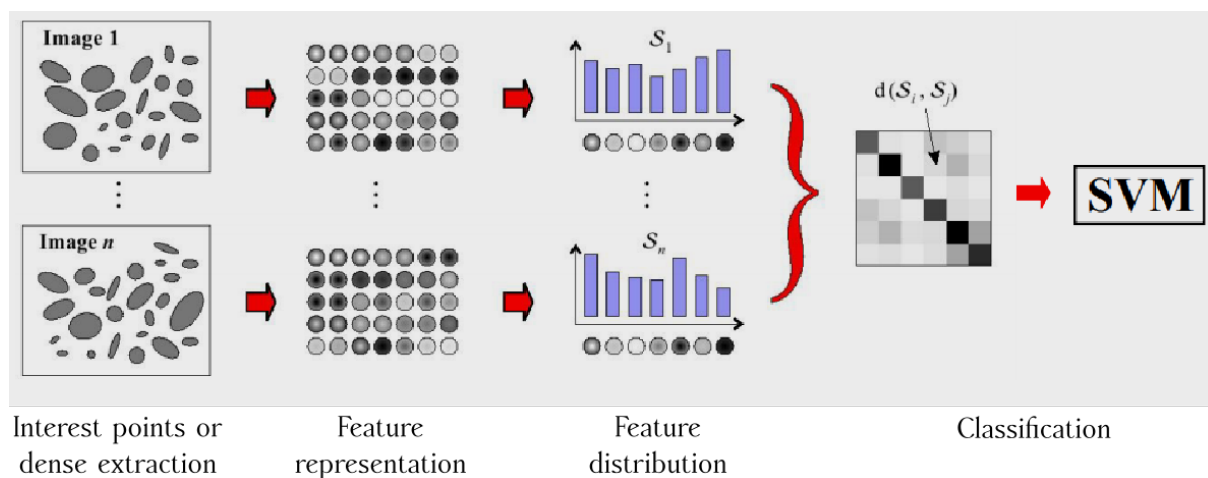 Image 1
S₁
d(Sᵢ, Sⱼ)
SVM
Image n
Sₙ
Interest points or
dense extraction
Feature
representation
Feature
distribution
Classification